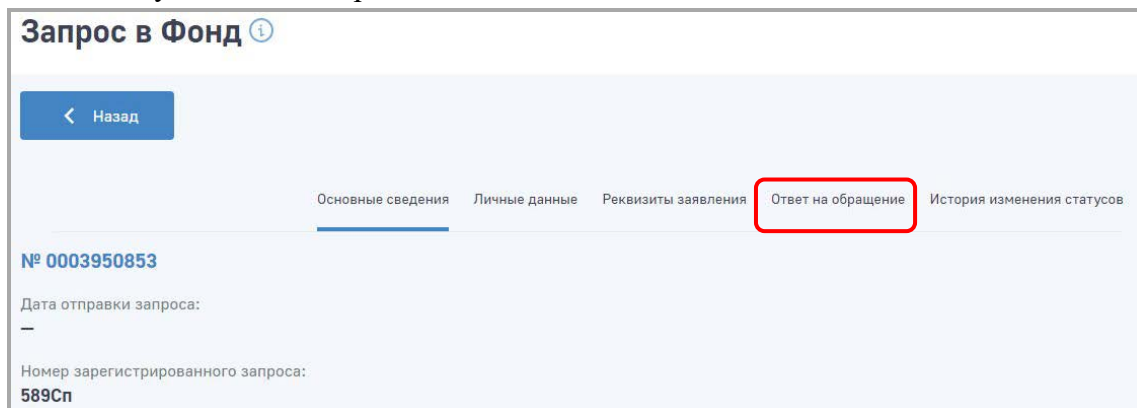 Запрос в Фонд
Назад
Основные сведения Личные данные Реквизиты заявления Ответ на обращение История изменения статусов
№ 0003950853
Дата отправки запроса:
—
Номер зарегистрированного запроса:
589Сп